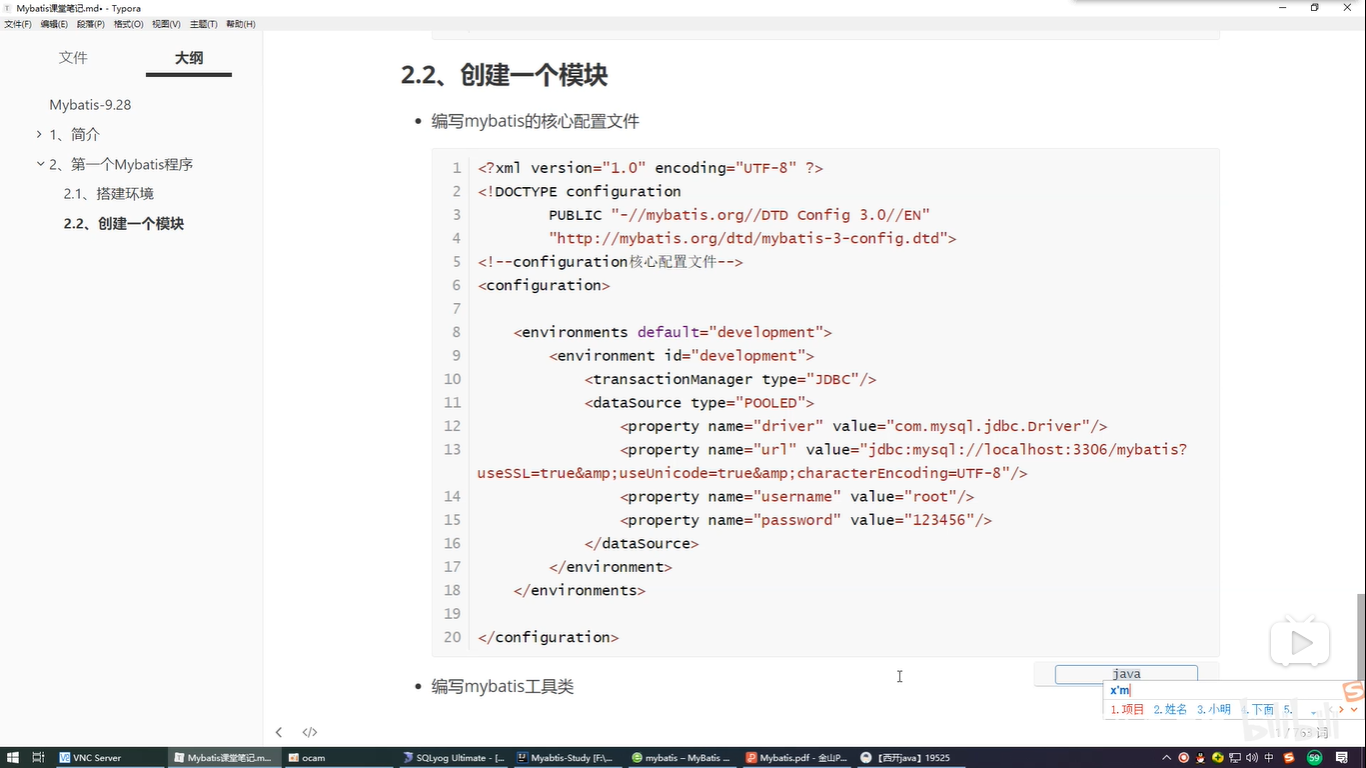 Mybatis课堂笔记.md• - Typora
文件(F) 编辑(E) 段落(P) 格式(O) 视图(V) 主题(T) 帮助(H)
文件 大纲
Mybatis-9.28
1、简介
2、第一个Mybatis程序
2.1、搭建环境
2.2、创建一个模块
2.2、创建一个模块
编写mybatis的核心配置文件
1 <?xml version="1.0" encoding="UTF-8" ?>
2 <!DOCTYPE configuration
3 PUBLIC "-//mybatis.org//DTD Config 3.0//EN"
4 "http://mybatis.org/dtd/mybatis-3-config.dtd">
5 <!--configuration核心配置文件-->
6 <configuration>
7
8 <environments default="development">
9 <environment id="development">
10 <transactionManager type="JDBC"/>
11 <dataSource type="POOLED">
12 <property name="driver" value="com.mysql.jdbc.Driver"/>
13 <property name="url" value="jdbc:mysql://localhost:3306/mybatis?
useSSL=true&amp;useUnicode=true&amp;characterEncoding=UTF-8"/>
14 <property name="username" value="root"/>
15 <property name="password" value="123456"/>
16 </dataSource>
17 </environment>
18 </environments>
19
20 </configuration>
编写mybatis工具类
java
x'm
1.项目 2.姓名 3.小明 4.下面 5.
bilibili
词
VNC Server
Mybatis课堂笔记.m...
ocam
SQLyog Ultimate - [...
Myabtis-Study [F:\...
mybatis – MyBatis ...
Mybatis.pdf - 金山P...
【西开java】19525
中
59